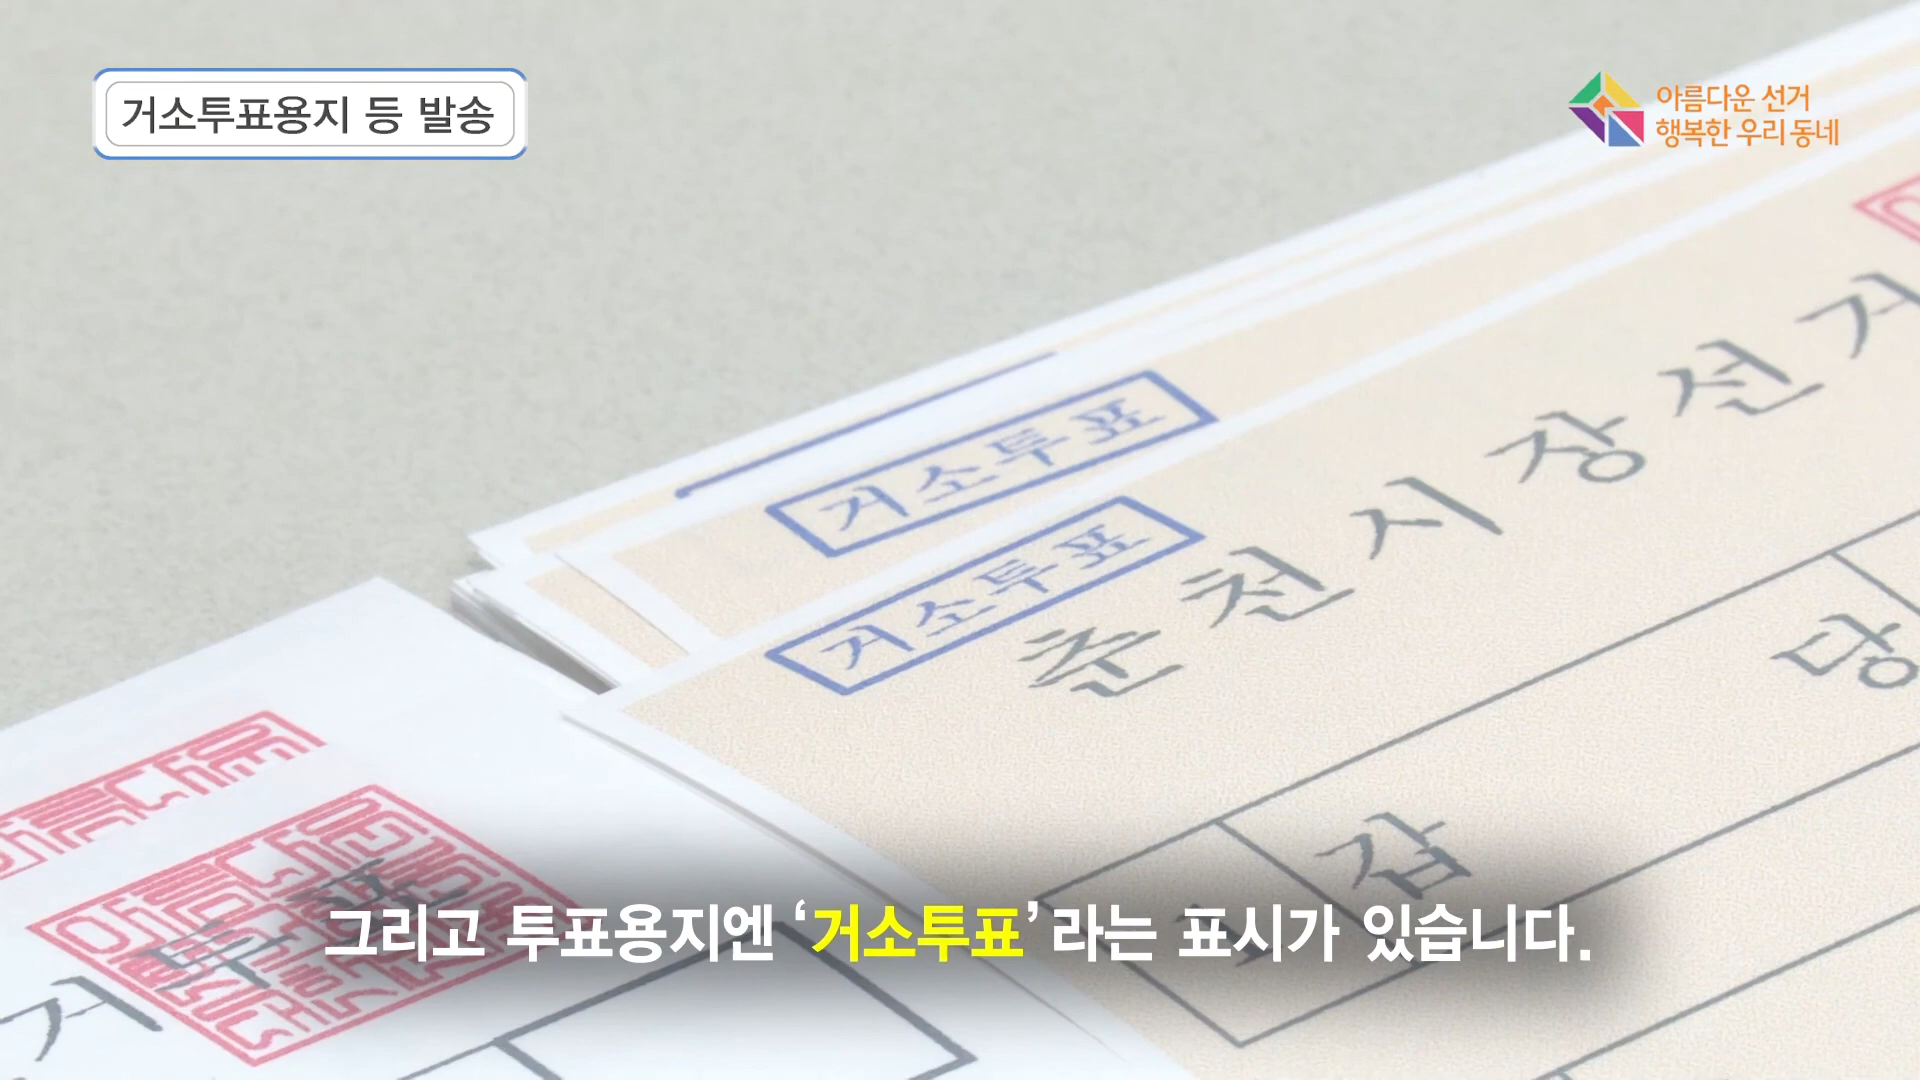 거소투표용지 등 발송
아름다운 선거
행복한 우리 동네
거소투표
거소투표
춘천시장선거
당
갑
그리고 투표용지엔 ‘거소투표’라는 표시가 있습니다.